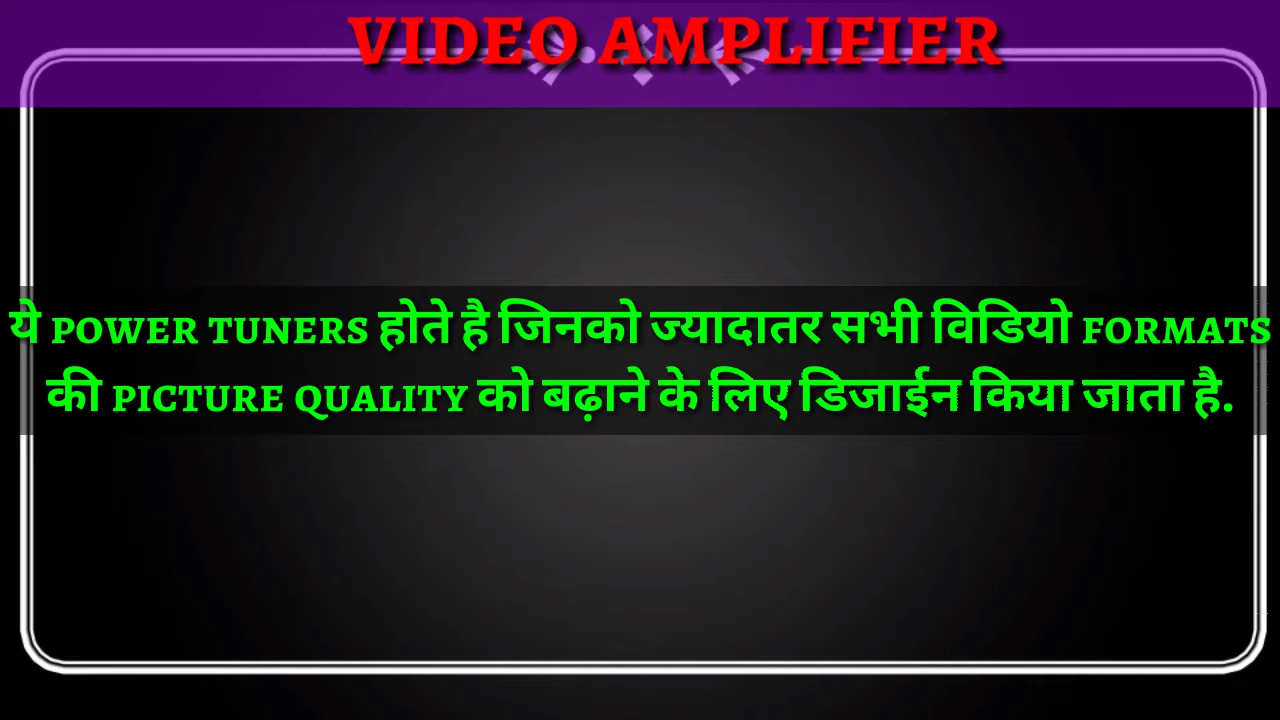 VIDEO AMPLIFIER
ये POWER TUNERS होते है जिनको ज्यादातर सभी विडियो FORMATS
की PICTURE QUALITY को बढ़ाने के लिए डिजाईन किया जाता है.